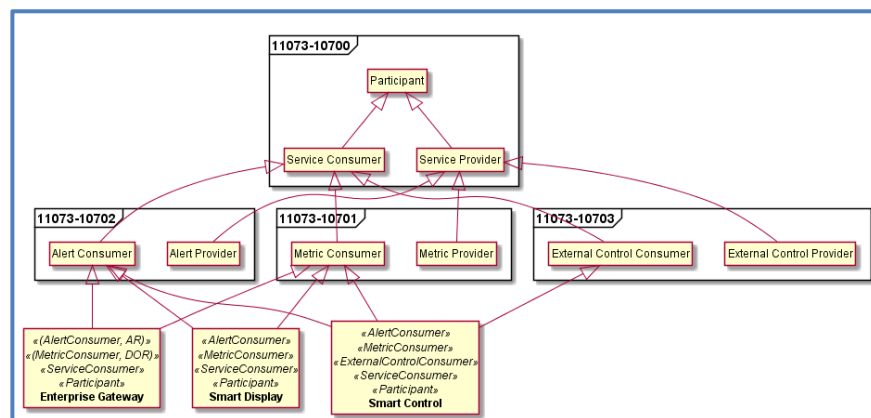 11073-10700
Participant
Service Consumer
Service Provider
11073-10702
11073-10701
11073-10703
Alert Consumer
Alert Provider
Metric Consumer
Metric Provider
External Control Consumer
External Control Provider
«(AlertConsumer, AR)»
«(MetricConsumer, DOR)»
«ServiceConsumer»
«Participant»
Enterprise Gateway
«AlertConsumer»
«MetricConsumer»
«ServiceConsumer»
«Participant»
Smart Display
«AlertConsumer»
«MetricConsumer»
«ExternalControlConsumer»
«ServiceConsumer»
«Participant»
Smart Control